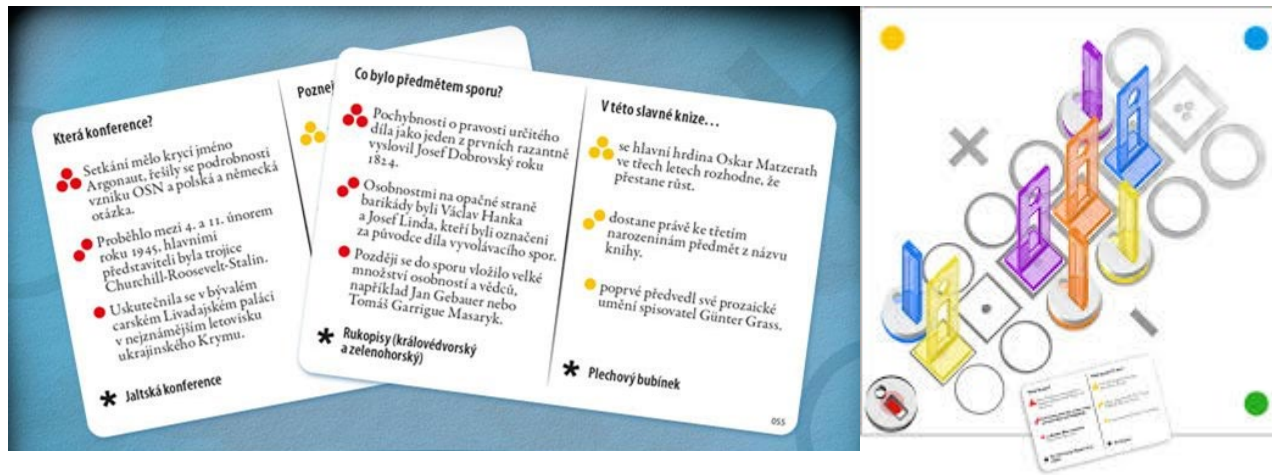 Která konference?
Setkání mělo krycí jméno
Argonaut, řešily se podrobnosti
vzniku OSN a polská a německá
otázka.
Proběhlo mezi 4. a 11. únorem
roku 1945, hlavními
představiteli byla trojice
Churchill-Roosevelt-Stalin.
Uskutečnila se v bývalém
carském Livadajském paláci
v nejznámějším letovisku
ukrajinského Krymu.
* Jaltská konference
Co bylo předmětem sporu?
Pochybnosti o pravosti určitého
díla jako jeden z prvních razantně
vyslovil Josef Dobrovský roku
1824.
Osobnostmi na opačné straně
barikády byli Václav Hanka
a Josef Linda, kteří byli označeni
za původce díla vyvolávacího spor.
Později se do sporu vložilo velké
množství osobností a vědců,
například Jan Gebauer nebo
Tomáš Garrigue Masaryk.
* Rukopisy (královédvorský
a zelenohorský)
V této slavné knize…
se hlavní hrdina Oskar Matzerath
ve třech letech rozhodne, že
přestane růst.
dostane právě ke třetím
narozeninám předmět z názvu
knihy.
poprvé předvedl své prozaické
umění spisovatel Günter Grass.
* Plechový bubínek
055